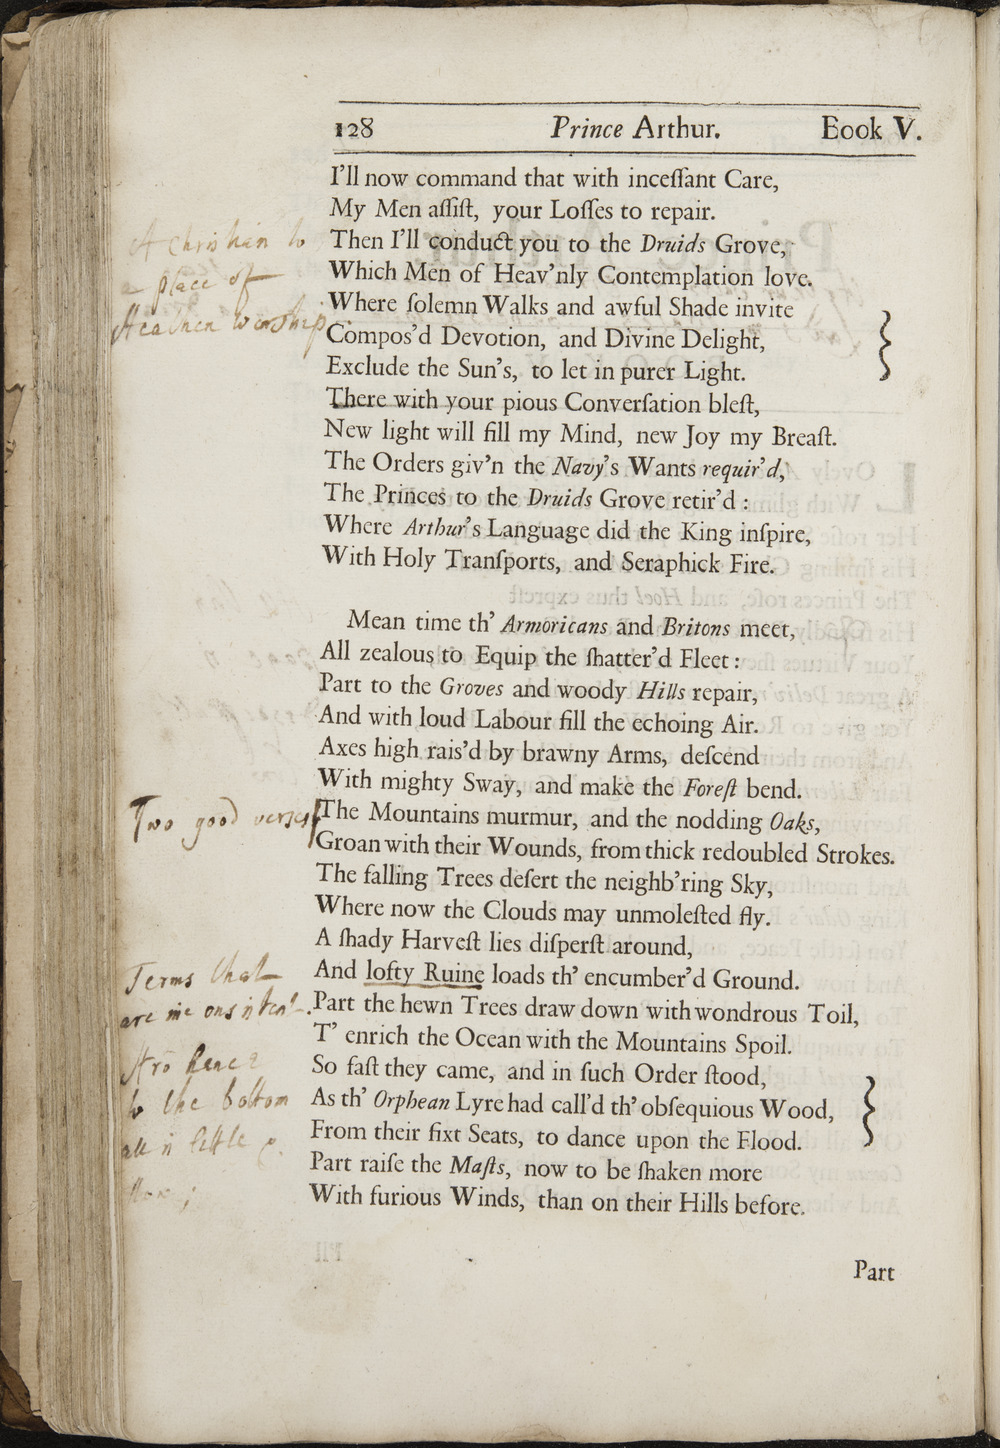 128 Prince Arthur. Eook V.
I'll now command that with inceſſant Care,
My Men aſſiſt, your Loſſes to repair.
A Christian to
Then I'll conduct you to the Druids Grove,
a place of
Which Men of Heav'nly Contemplation love.
Heathen worship
Where ſolemn Walks and awful Shade invite
Compos'd Devotion, and Divine Delight,
Exclude the Sun's, to let in purer Light.
There with your pious Converſation bleſt,
New light will fill my Mind, new Joy my Breaſt.
The Orders giv'n the Navy's Wants requir'd,
The Princes to the Druids Grove retir'd :
Where Arthur's Language did the King inſpire,
With Holy Tranſports, and Seraphick Fire.
Mean time th' Armoricans and Britons meet,
All zealous to Equip the ſhatter'd Fleet :
Part to the Groves and woody Hills repair,
And with loud Labour fill the echoing Air.
Axes high rais'd by brawny Arms, deſcend
With mighty Sway, and make the Foreſt bend.
Two good verses
The Mountains murmur, and the nodding Oaks,
Groan with their Wounds, from thick redoubled Strokes.
The falling Trees deſert the neighb'ring Sky,
Where now the Clouds may unmoleſted fly.
A ſhady Harveſt lies diſperſt around,
Terms that
And lofty Ruine loads th' encumber'd Ground.
are
Part the hewn Trees draw down with wondrous Toil,
T' enrich the Ocean with the Mountains Spoil.
So faſt they came, and in ſuch Order ſtood,
to the bottom
As th' Orphean Lyre had call'd th' obſequious Wood,
all is little
From their fixt Seats, to dance upon the Flood.
Part raiſe the Maſts, now to be ſhaken more
With furious Winds, than on their Hills before.
Part